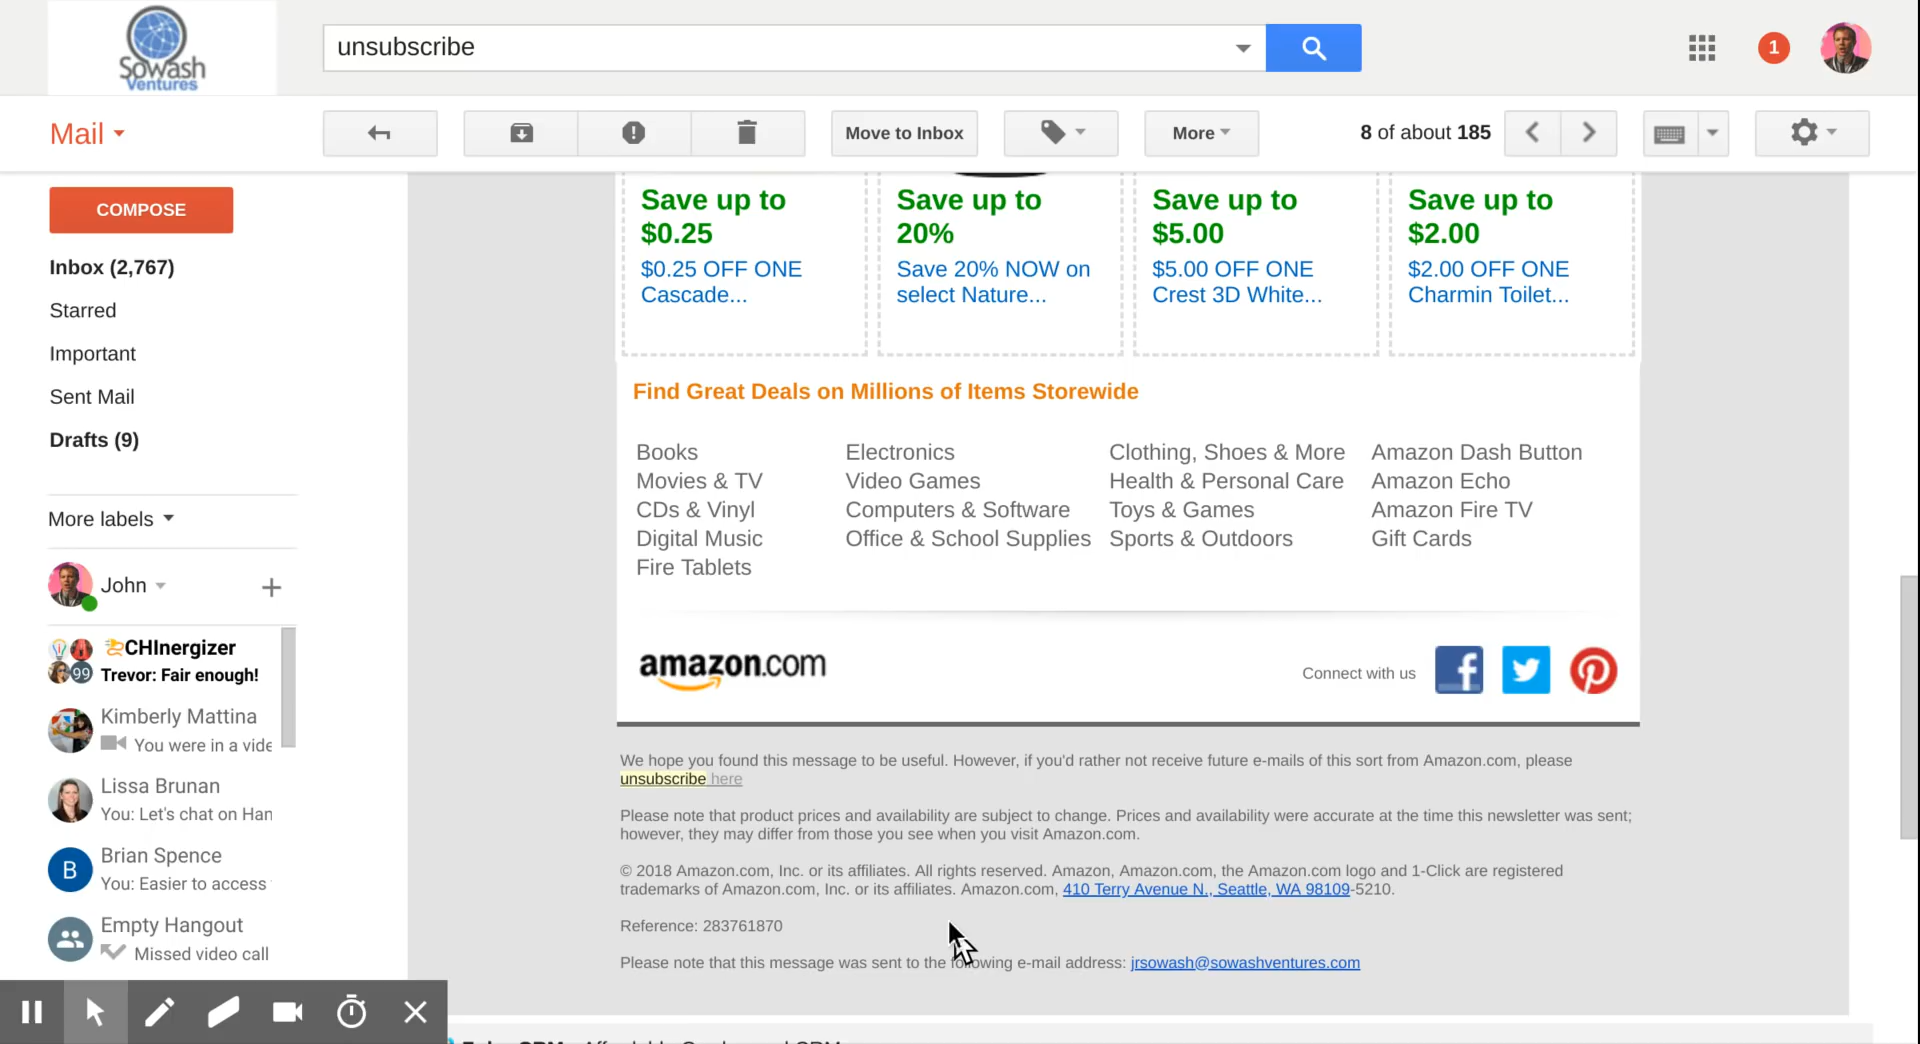 Sowash
Ventures
unsubscribe
1
Mail
Move to Inbox
More
8 of about 185
COMPOSE
Inbox (2,767)
Starred
Important
Sent Mail
Drafts (9)
More labels
John
CHInergizer
99
Trevor: Fair enough!
Kimberly Mattina
You were in a vide
Lissa Brunan
You: Let's chat on Han
B
Brian Spence
You: Easier to access
Empty Hangout
Missed video call
Save up to
$0.25
$0.25 OFF ONE
Cascade...
Save up to
20%
Save 20% NOW on
select Nature...
Save up to
$5.00
$5.00 OFF ONE
Crest 3D White...
Save up to
$2.00
$2.00 OFF ONE
Charmin Toilet...
Find Great Deals on Millions of Items Storewide
Books
Movies & TV
CDs & Vinyl
Digital Music
Fire Tablets
Electronics
Video Games
Computers & Software
Office & School Supplies
Clothing, Shoes & More
Health & Personal Care
Toys & Games
Sports & Outdoors
Amazon Dash Button
Amazon Echo
Amazon Fire TV
Gift Cards
amazon.com
Connect with us
We hope you found this message to be useful. However, if you'd rather not receive future e-mails of this sort from Amazon.com, please
unsubscribe here
Please note that product prices and availability are subject to change. Prices and availability were accurate at the time this newsletter was sent;
however, they may differ from those you see when you visit Amazon.com.
© 2018 Amazon.com, Inc. or its affiliates. All rights reserved. Amazon, Amazon.com, the Amazon.com logo and 1-Click are registered
trademarks of Amazon.com, Inc. or its affiliates. Amazon.com, 410 Terry Avenue N., Seattle, WA 98109-5210.
Reference: 283761870
Please note that this message was sent to the following e-mail address: jrsowash@sowashventures.com